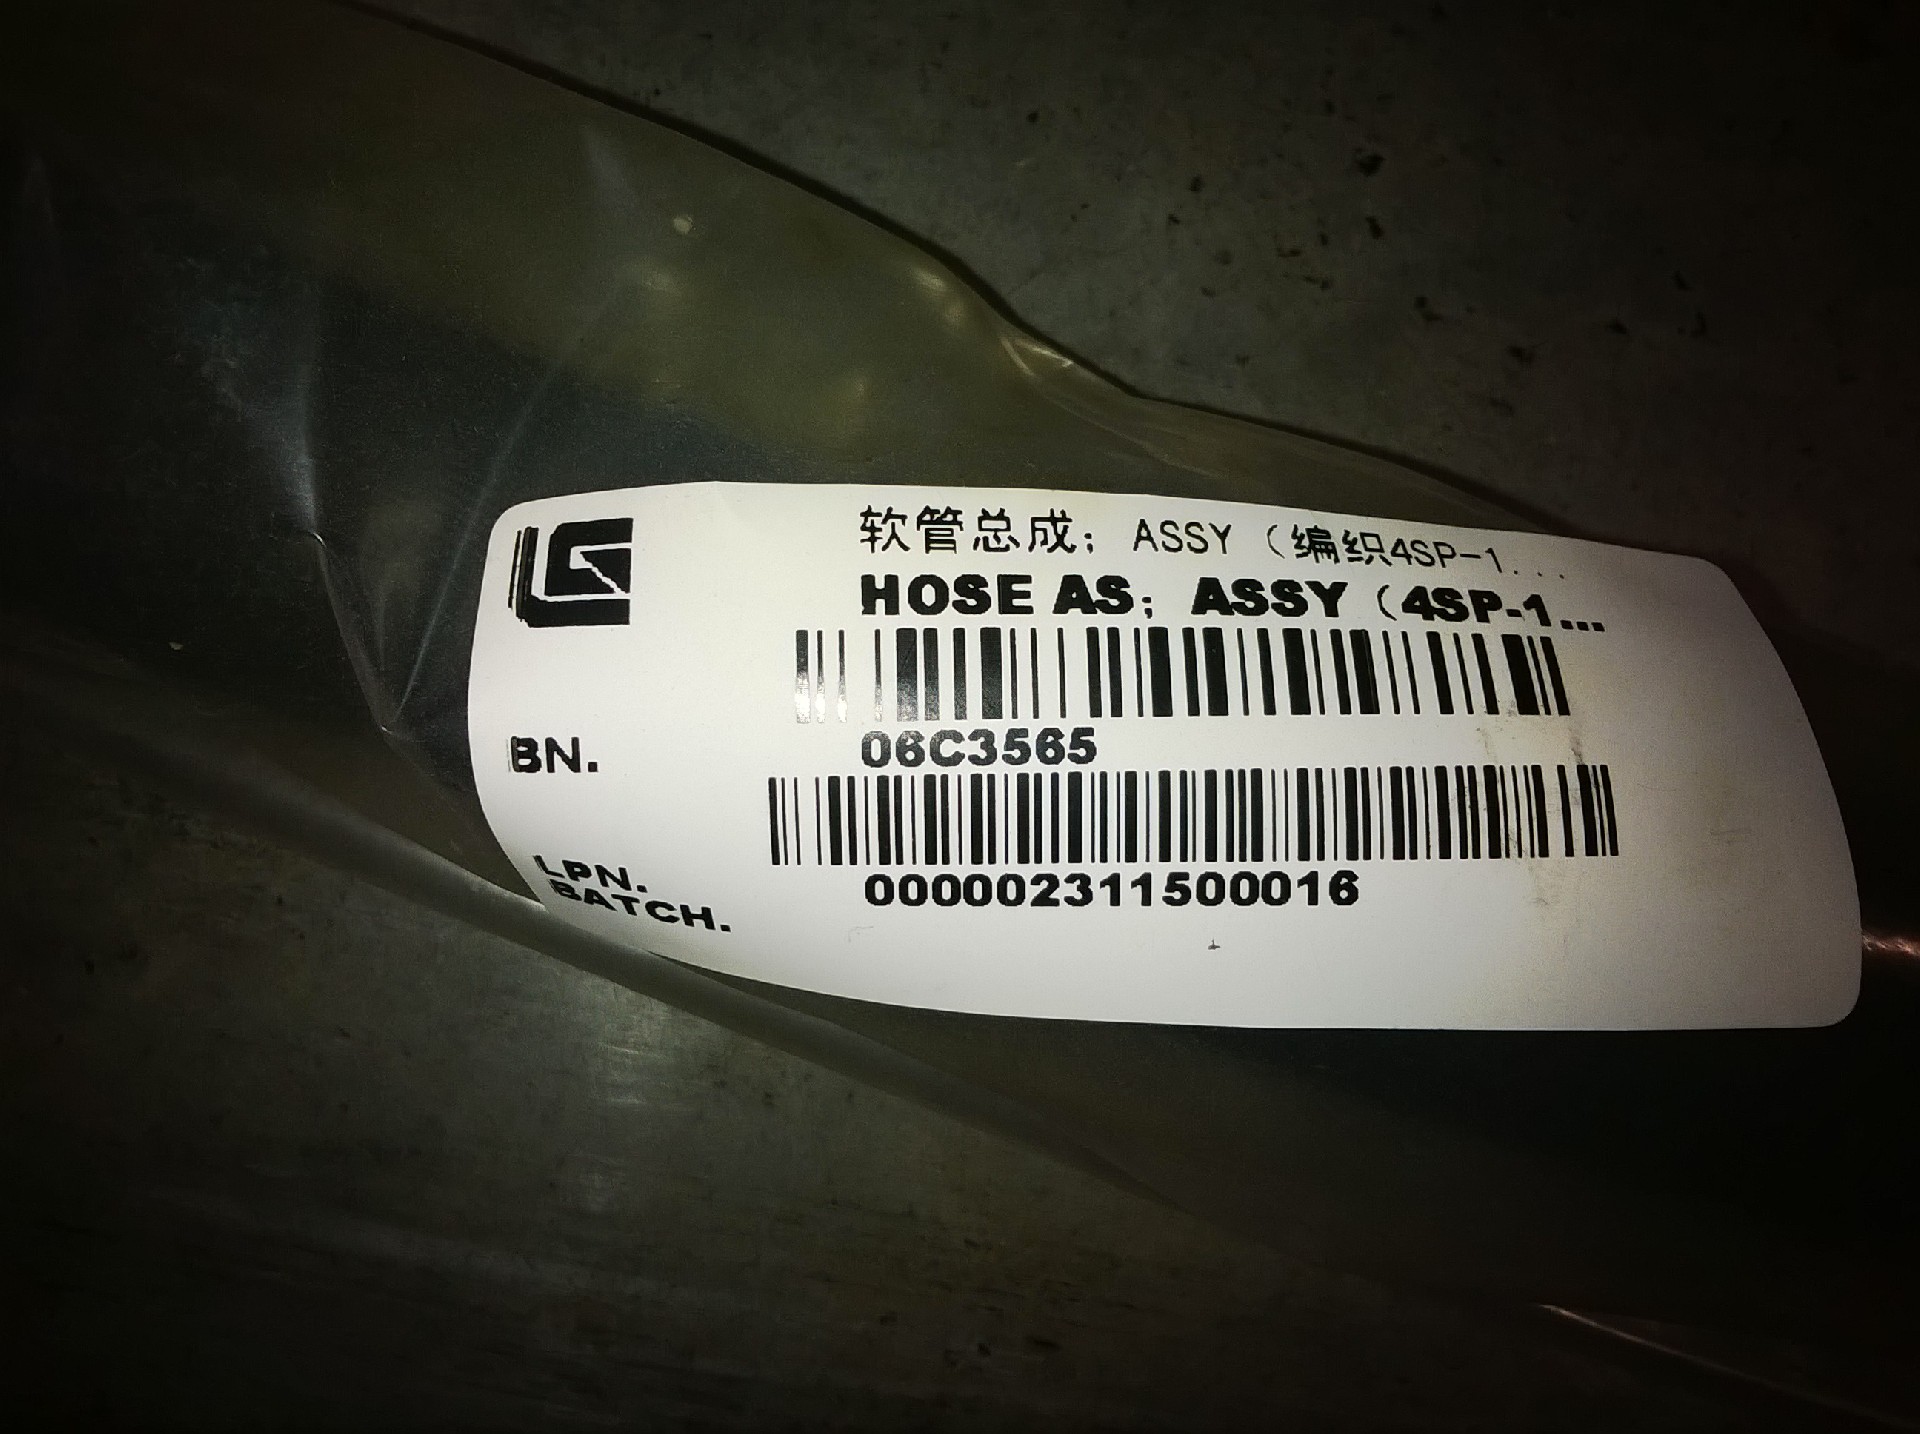 软管总成；ASSY（编织4SP-1...
HOSE AS；ASSY（4SP-1...
BN. 06C3565
LPN. 000002311500016
BATCH.